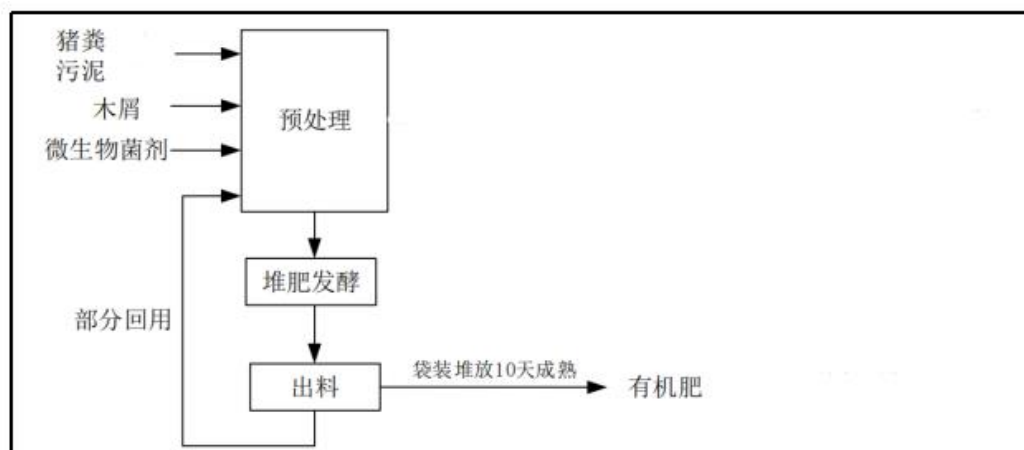 猪粪
污泥
木屑
微生物菌剂
预处理
堆肥发酵
部分回用
出料
袋装堆放10天成熟
有机肥